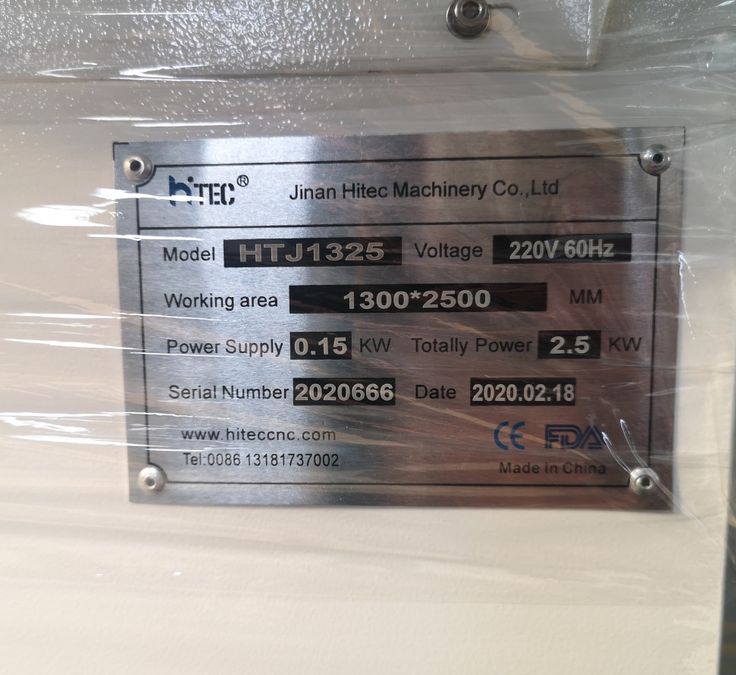 hiTEC® Jinan Hitec Machinery Co.,Ltd
Model HTJ1325 Voltage 220V 60Hz
Working area 1300*2500 MM
Power Supply 0.15 KW Totally Power 2.5 KW
Serial Number 2020666 Date 2020.02.18
www.hiteccnc.com CE FDA
Tel:0086 13181737002 Made In China